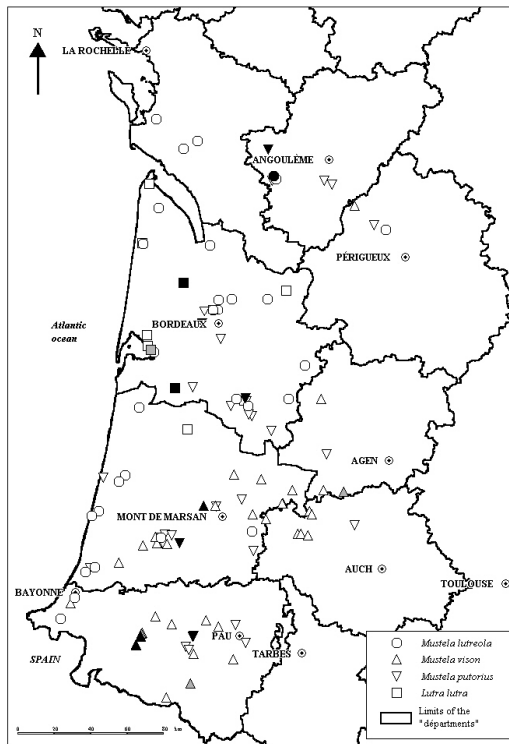 N
LA ROCHELLE
ANGOULÊME
PÉRIGUEUX
Atlantic
ocean
BORDEAUX
AGEN
MONT DE MARSAN
AUCH
TOULOUSE
BAYONNE
PAU
TARBES
SPAIN
Mustela lutreola
Mustela vison
Mustela putorius
Lutra lutra
Limits of the
"départments"
0 20 40 60 80 km